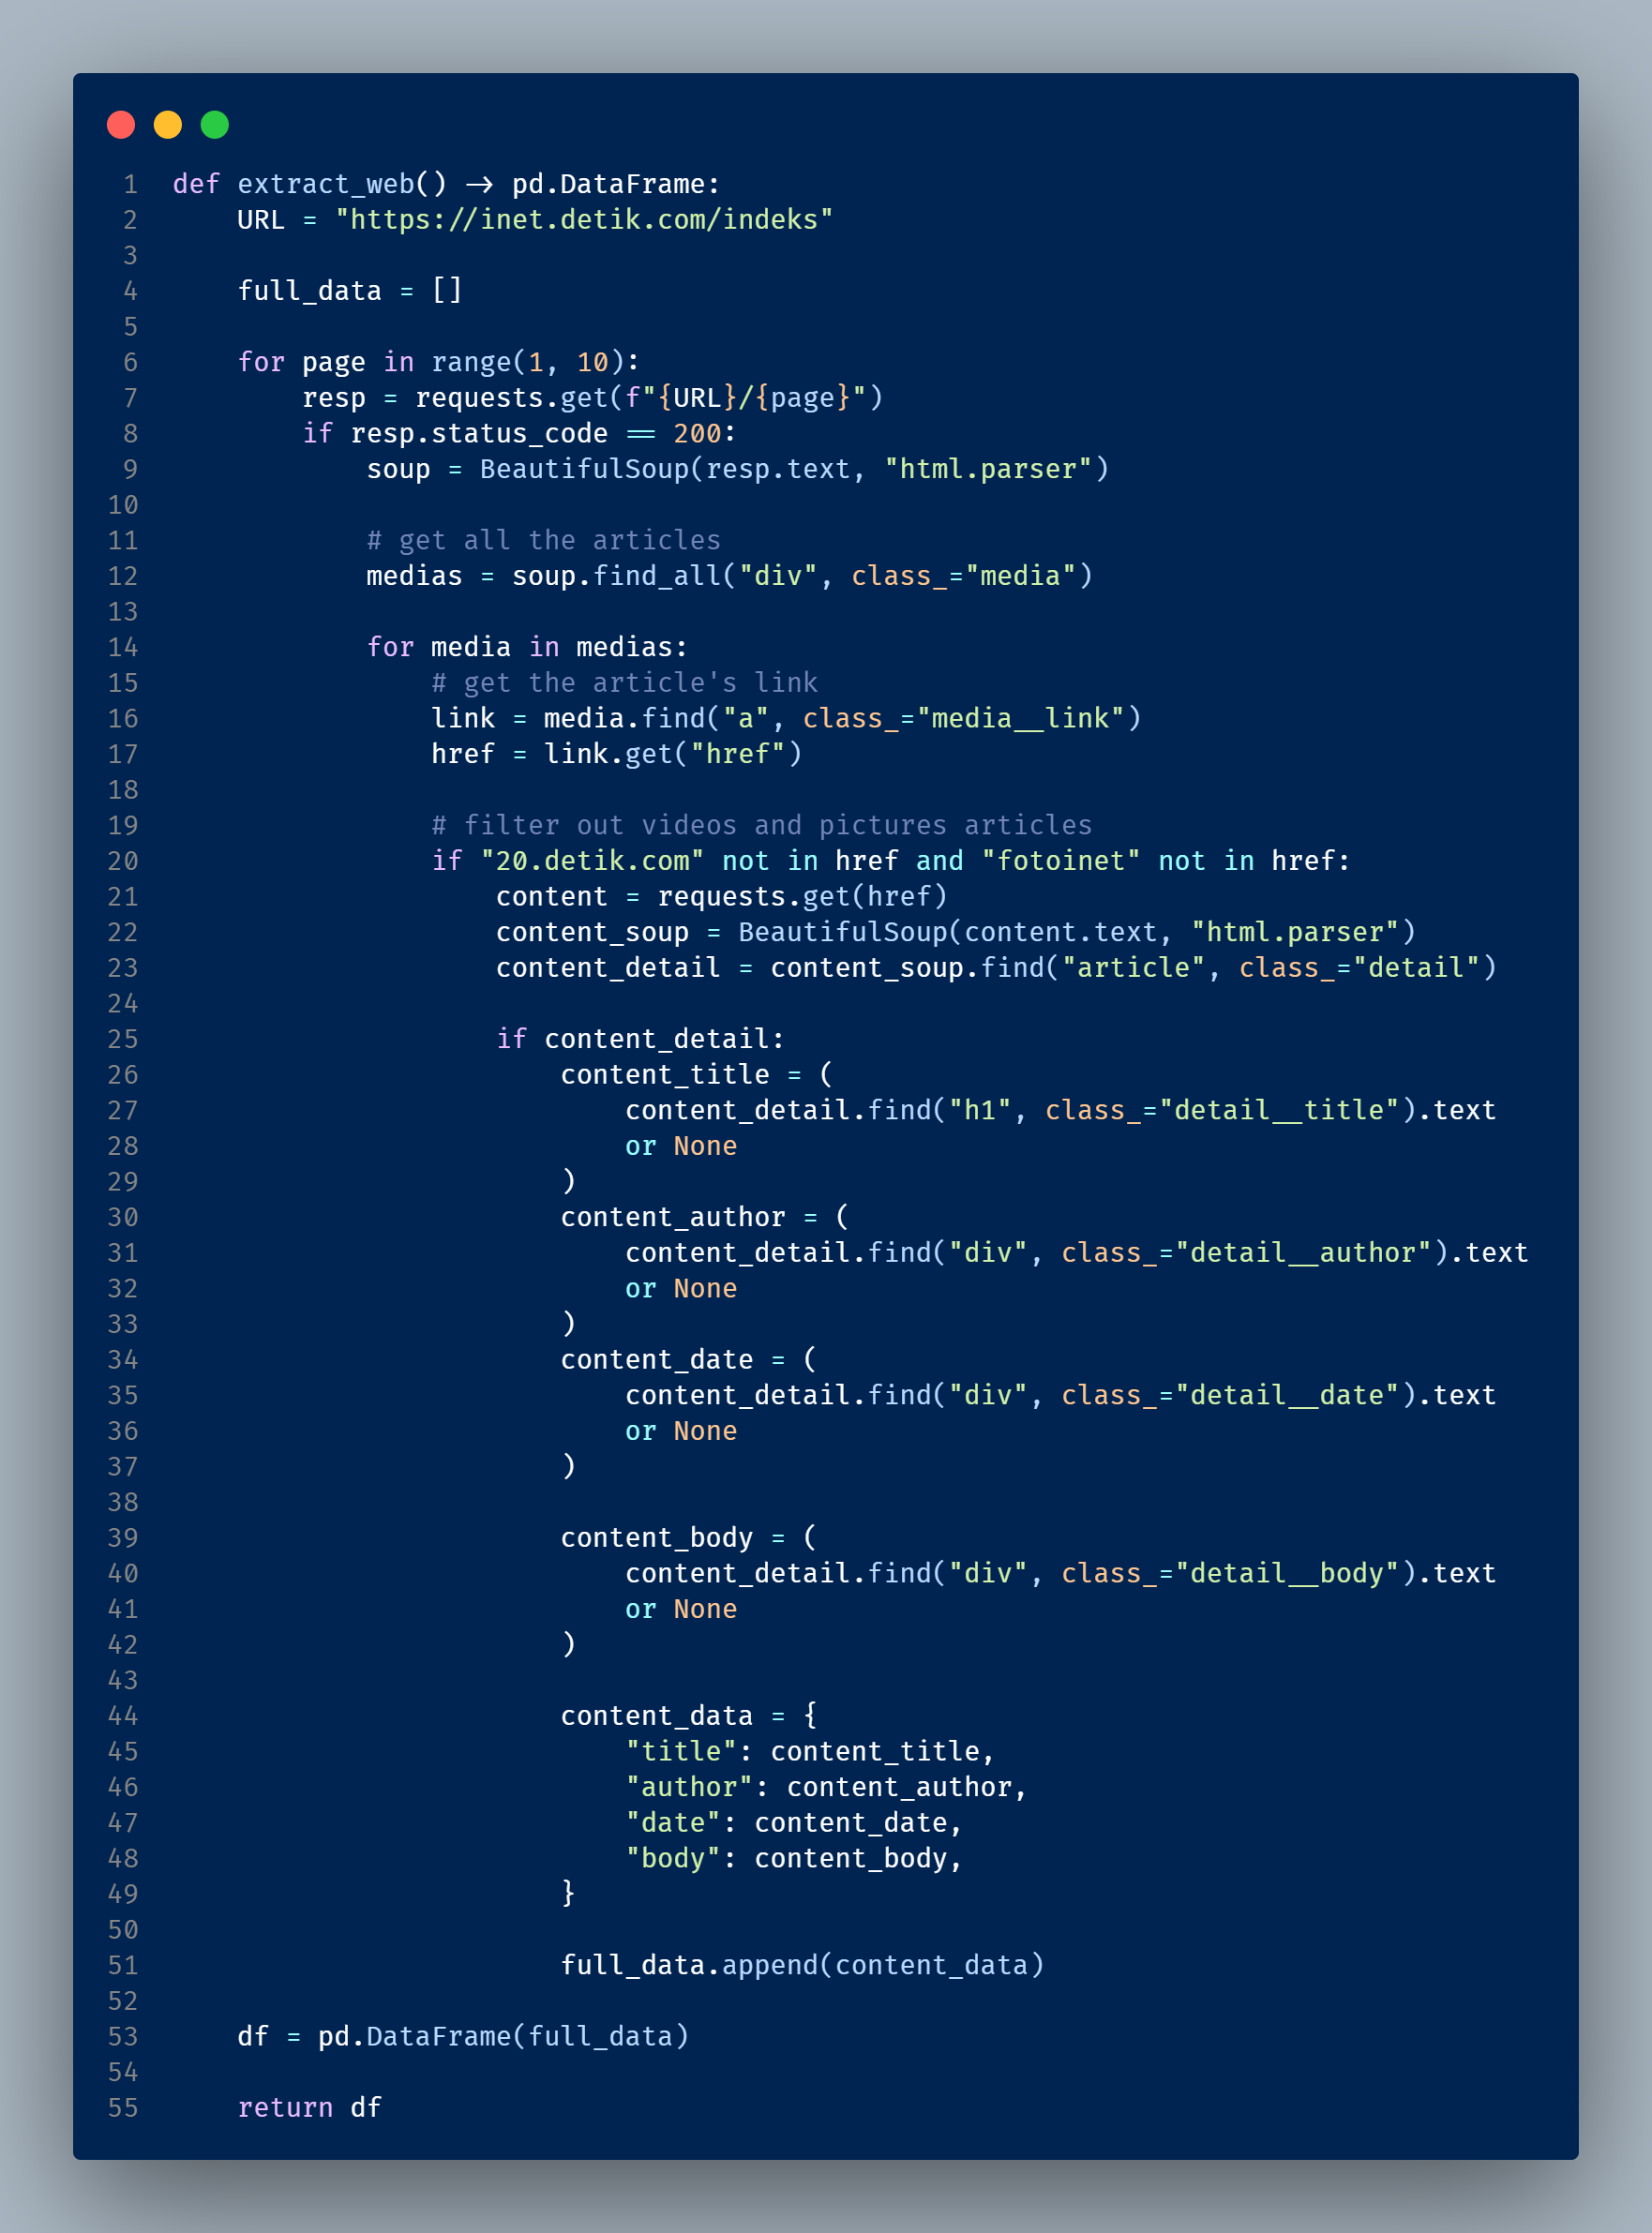 1 def extract_web() -> pd.DataFrame:
2     URL = "https://inet.detik.com/indeks"
3
4     full_data = []
5
6     for page in range(1, 10):
7         resp = requests.get(f"{URL}/{page}")
8         if resp.status_code == 200:
9             soup = BeautifulSoup(resp.text, "html.parser")
10
11             # get all the articles
12             medias = soup.find_all("div", class_="media")
13
14             for media in medias:
15                 # get the article's link
16                 link = media.find("a", class_="media__link")
17                 href = link.get("href")
18
19                 # filter out videos and pictures articles
20                 if "20.detik.com" not in href and "fotoinet" not in href:
21                     content = requests.get(href)
22                     content_soup = BeautifulSoup(content.text, "html.parser")
23                     content_detail = content_soup.find("article", class_="detail")
24
25                     if content_detail:
26                         content_title = (
27                             content_detail.find("h1", class_="detail__title").text
28                             or None
29                         )
30                         content_author = (
31                             content_detail.find("div", class_="detail__author").text
32                             or None
33                         )
34                         content_date = (
35                             content_detail.find("div", class_="detail__date").text
36                             or None
37                         )
38
39                         content_body = (
40                             content_detail.find("div", class_="detail__body").text
41                             or None
42                         )
43
44                         content_data = {
45                             "title": content_title,
46                             "author": content_author,
47                             "date": content_date,
48                             "body": content_body,
49                         }
50
51                         full_data.append(content_data)
52
53     df = pd.DataFrame(full_data)
54
55     return df